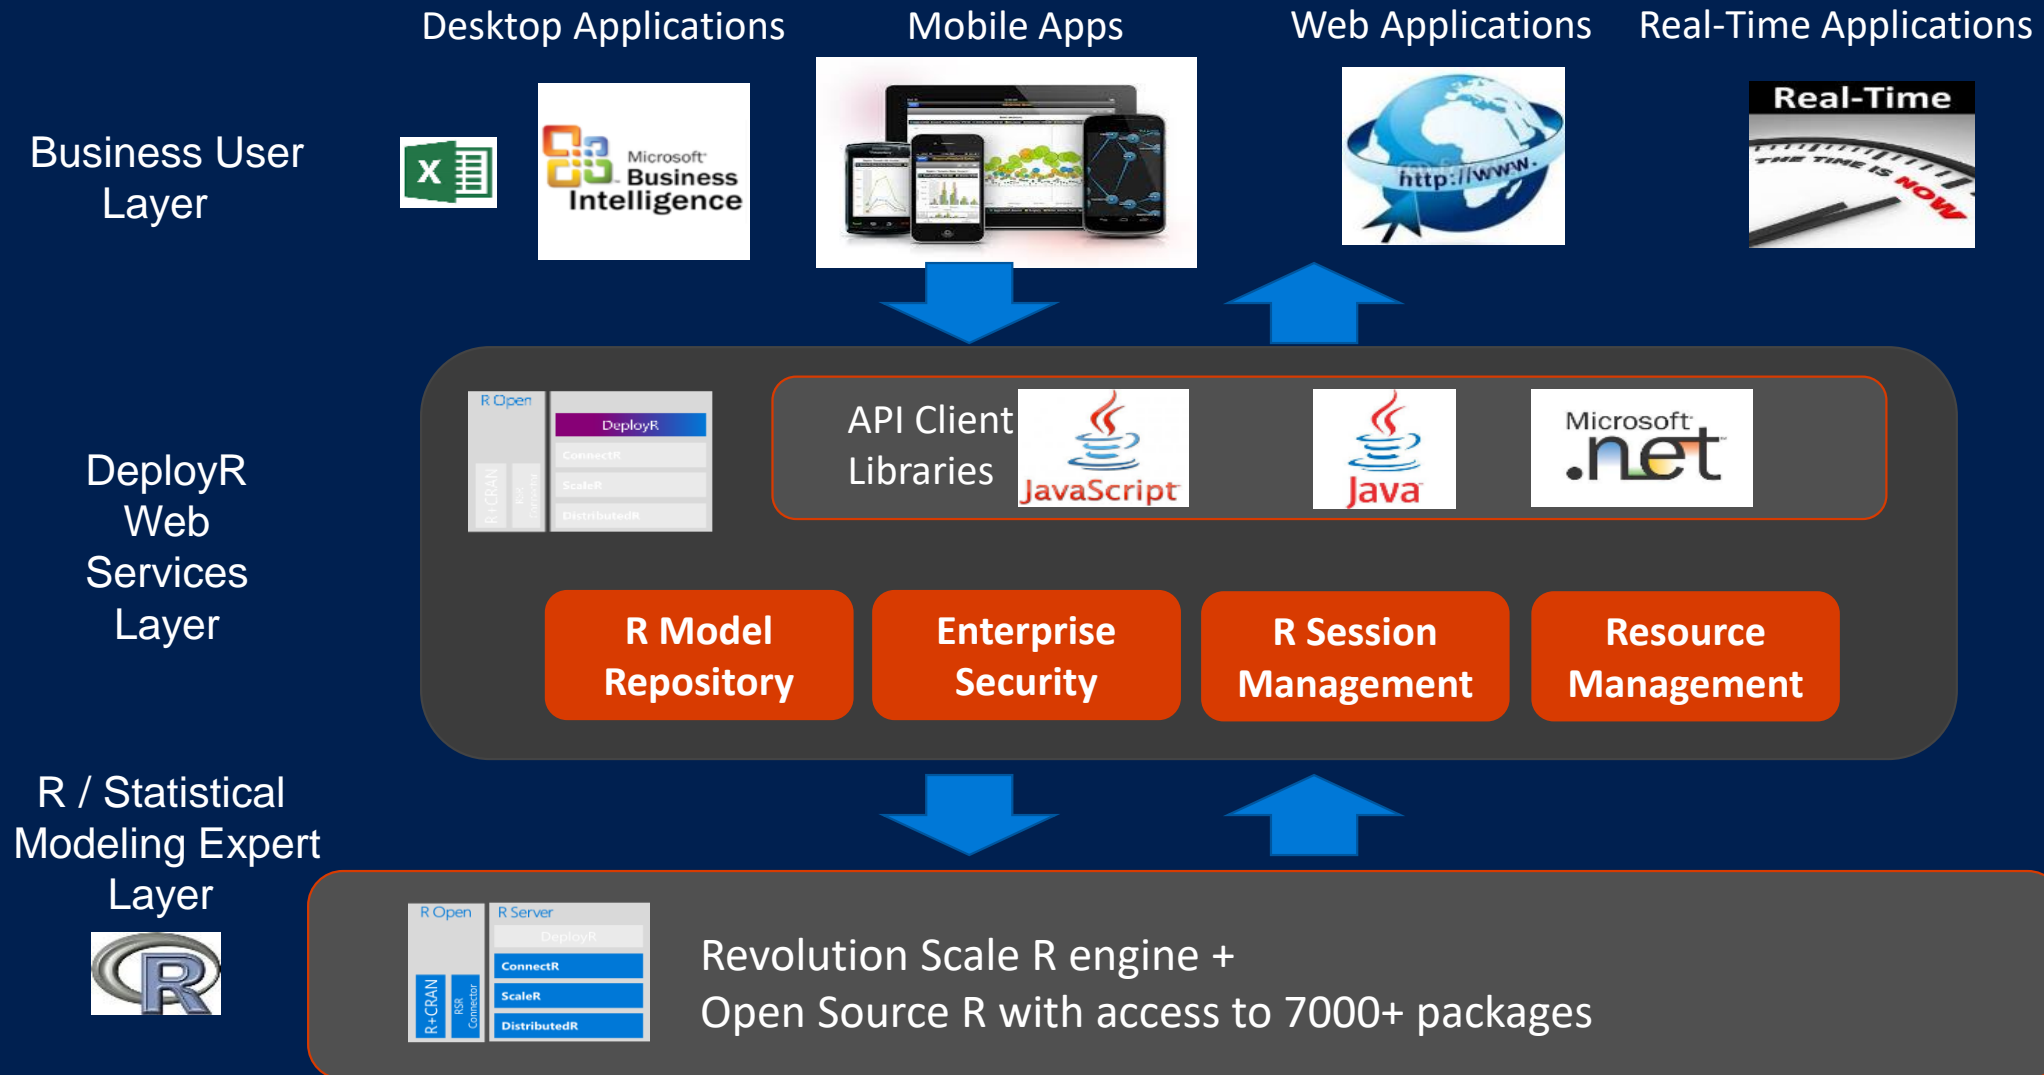 Desktop Applications
Mobile Apps
Web Applications
Real-Time Applications
Business User
Layer
X
Microsoft
Business
Intelligence
http://www.
Real-Time
THE TIME IS NOW
DeployR
Web
Services
Layer
R Open
DeployR
ConnectR
ScaleR
DistributedR
R+CRAN
RSR
Connector
API Client
Libraries
JavaScript
Java
Microsoft
.net
R Model
Repository
Enterprise
Security
R Session
Management
Resource
Management
R / Statistical
Modeling Expert
Layer
R
R Open
R Server
DeployR
ConnectR
ScaleR
DistributedR
R+CRAN
RSR
Connector
Revolution Scale R engine +
Open Source R with access to 7000+ packages